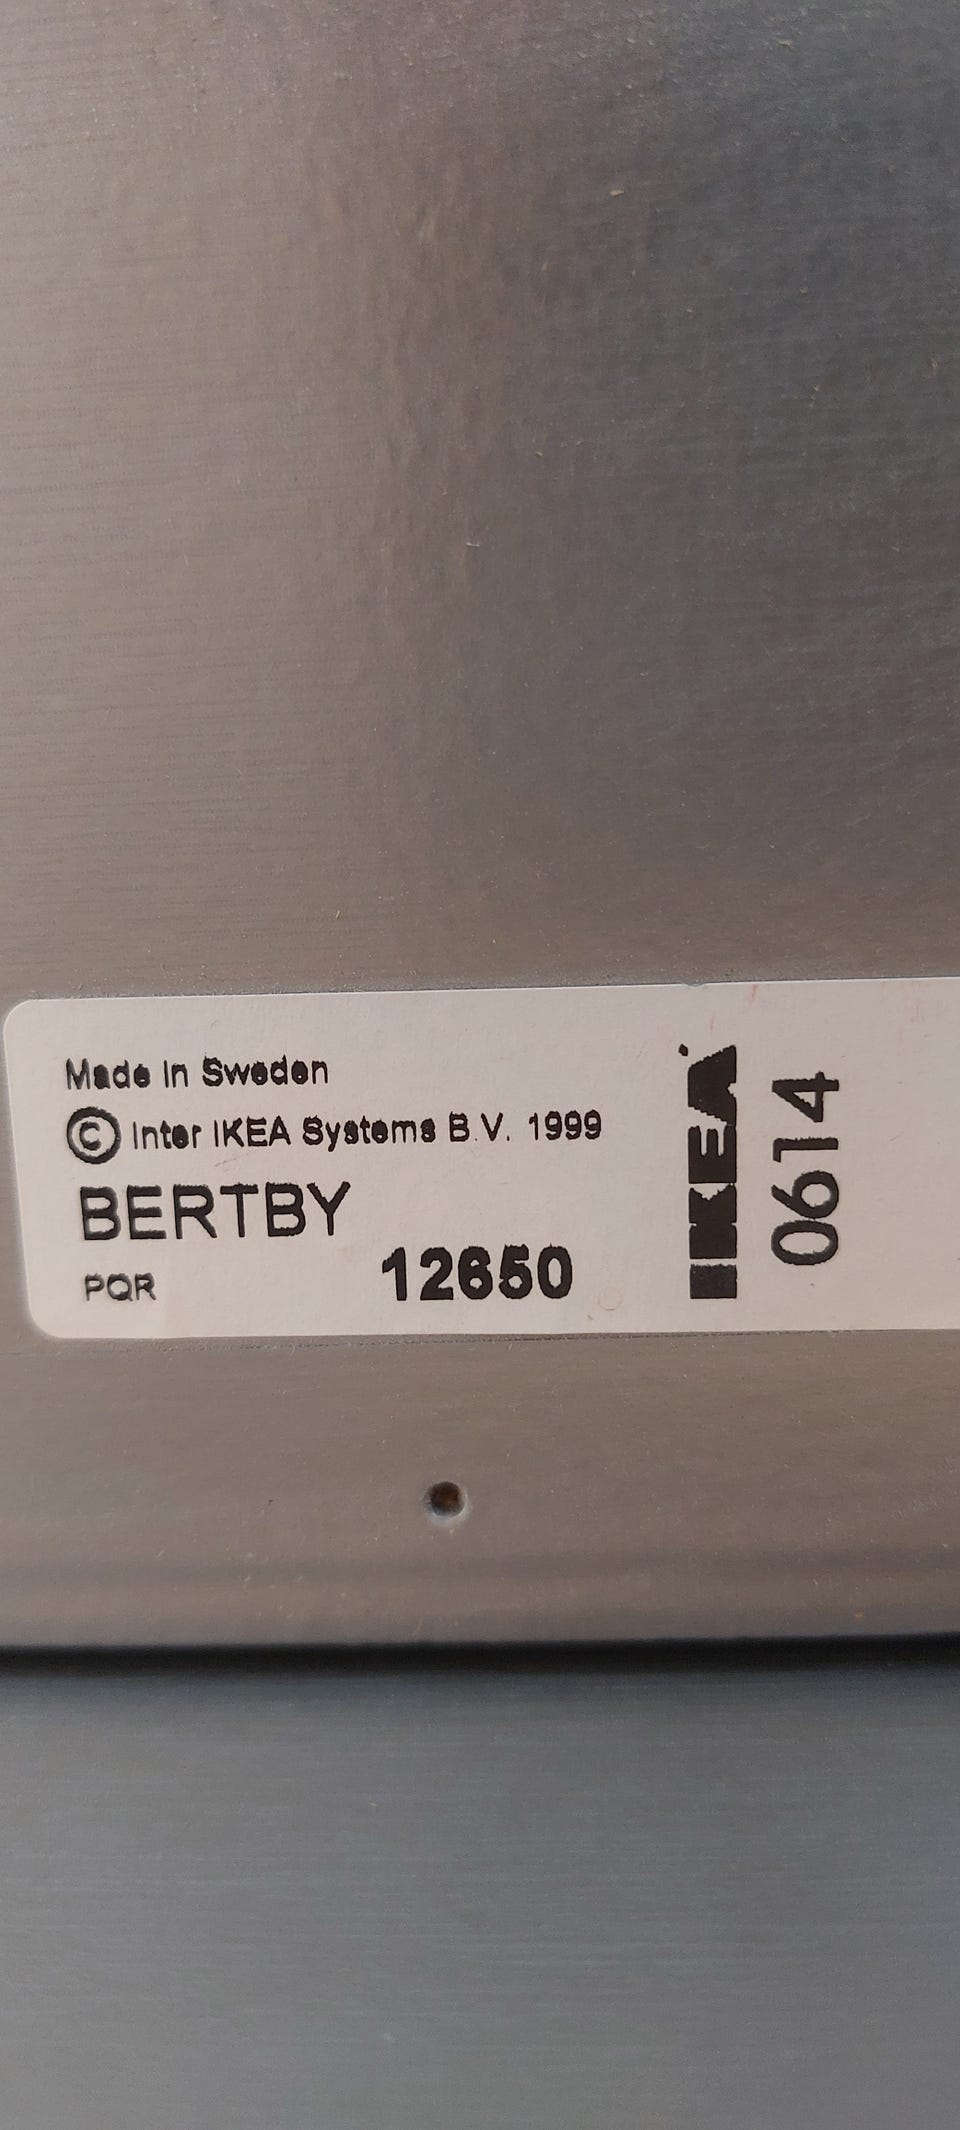 Made in Sweden
© Inter IKEA Systems B.V. 1999
BERTBY
PQR
12650
IKEA
0614